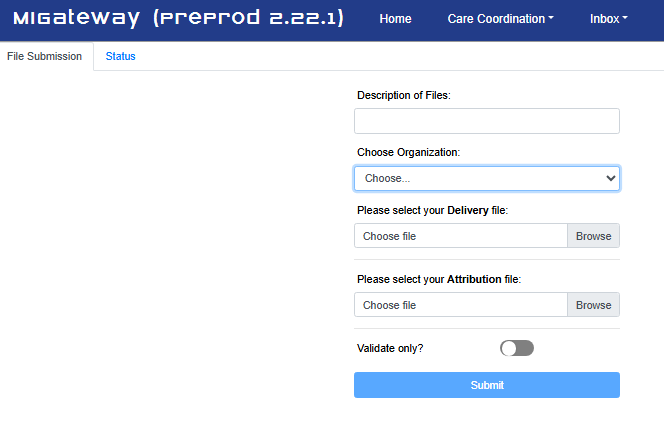 MIGateway (PreProd 2.22.1) Home Care Coordination Inbox
File Submission Status
Description of Files:
Choose Organization:
Choose...
Please select your Delivery file:
Choose file Browse
Please select your Attribution file:
Choose file Browse
Validate only?
Submit